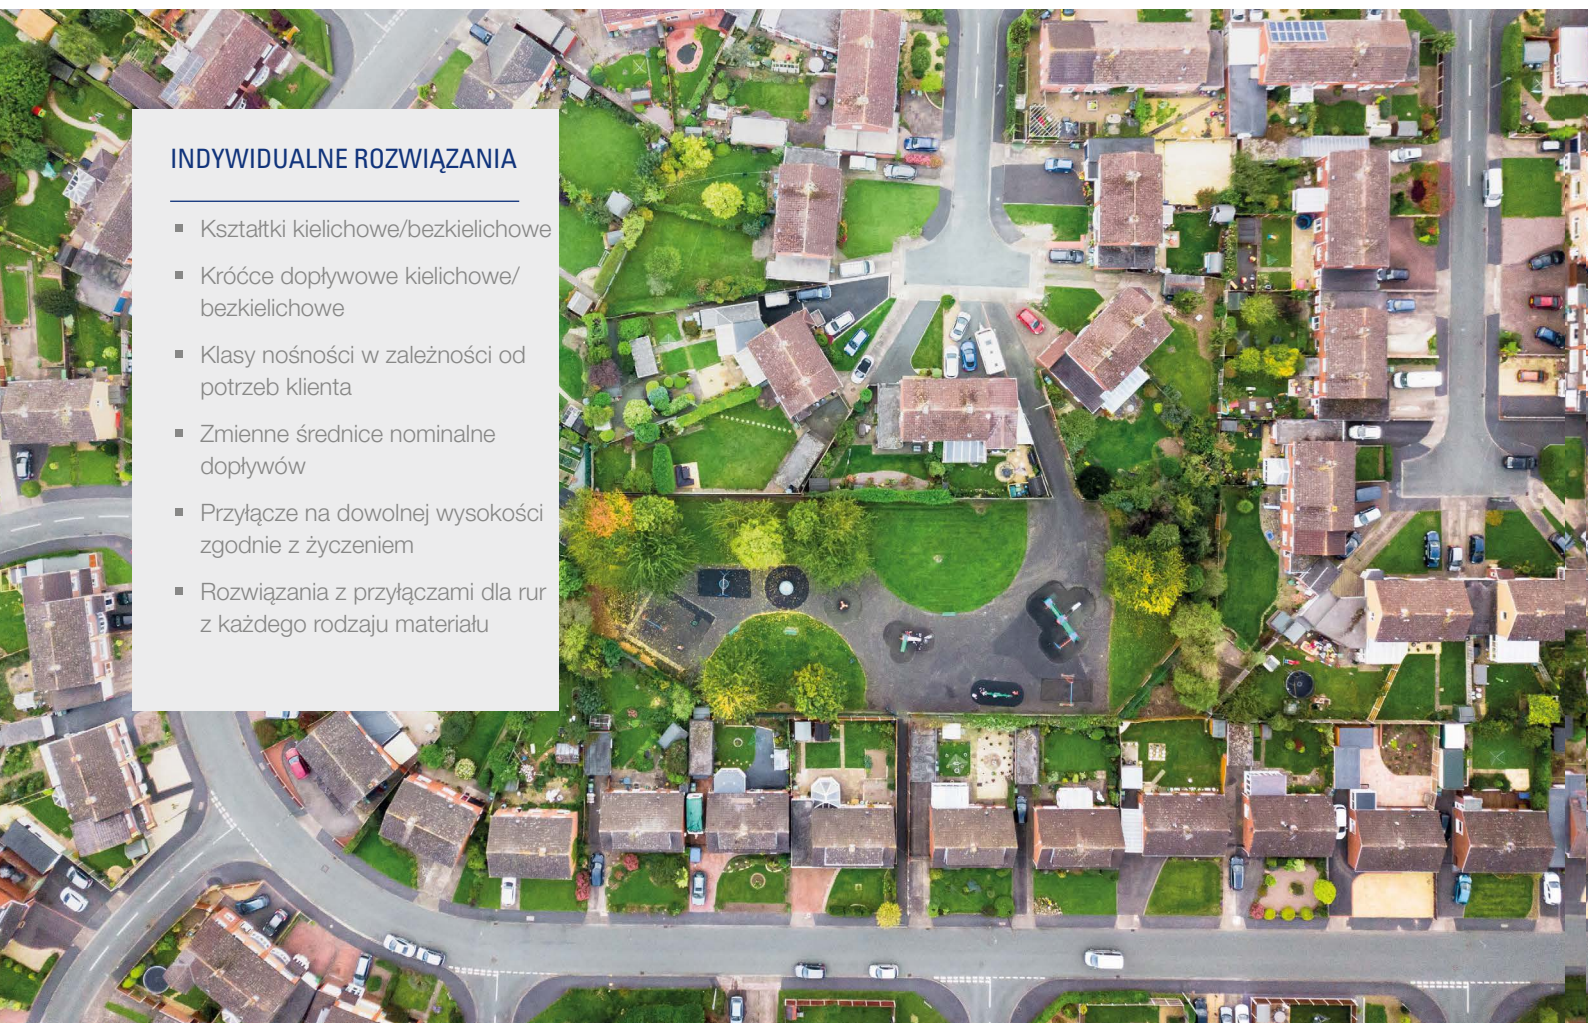 INDYWIDUALNE ROZWIĄZANIA
▪ Kształtki kielichowe/bezkielichowe
▪ Króćce dopływowe kielichowe/
bezkielichowe
▪ Klasy nośności w zależności od
potrzeb klienta
▪ Zmienne średnice nominalne
dopływów
▪ Przyłącze na dowolnej wysokości
zgodnie z życzeniem
▪ Rozwiązania z przyłączami dla rur
z każdego rodzaju materiału